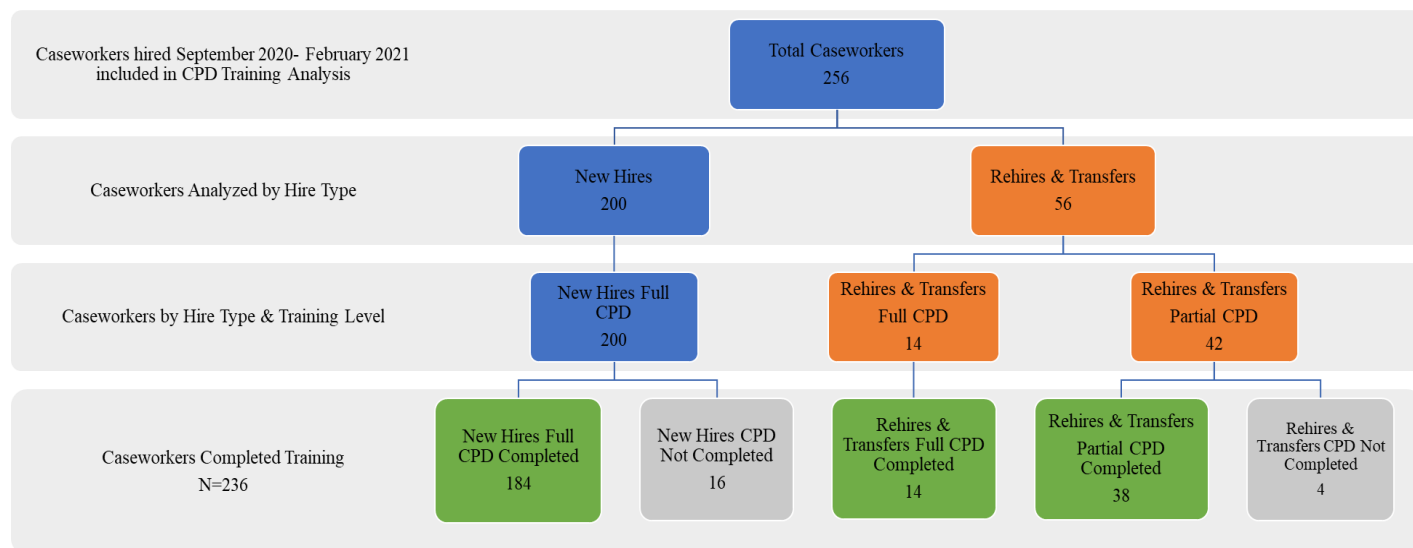 Caseworkers hired September 2020- February 2021
included in CPD Training Analysis
Total Caseworkers
256
Caseworkers Analyzed by Hire Type
New Hires
200
Rehires & Transfers
56
Caseworkers by Hire Type & Training Level
New Hires Full
CPD
200
Rehires & Transfers
Full CPD
14
Rehires & Transfers
Partial CPD
42
Caseworkers Completed Training
N=236
New Hires Full
CPD Completed
184
New Hires CPD
Not Completed
16
Rehires &
Transfers Full CPD
Completed
14
Rehires & Transfers
Partial CPD
Completed
38
Rehires &
Transfers CPD Not
Completed
4